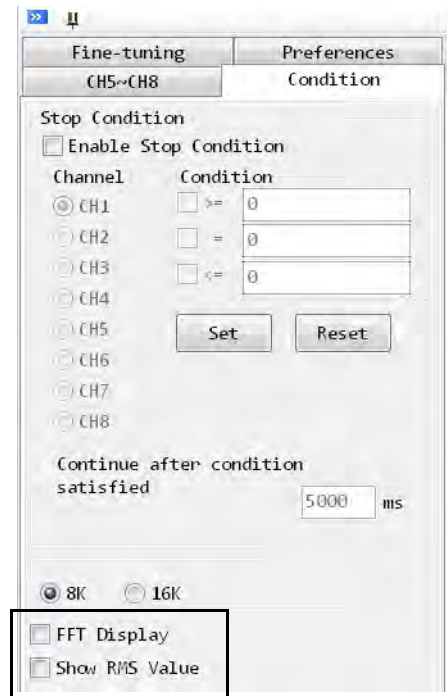 Fine-tuning Preferences
CH5~CH8 Condition
Stop Condition
Enable Stop Condition
Channel Condition
CH1 >= 0
CH2 = 0
CH3 <= 0
CH4
CH5 Set Reset
CH6
CH7
CH8
Continue after condition
satisfied
5000 ms
8K 16K
FFT Display
Show RMS Value